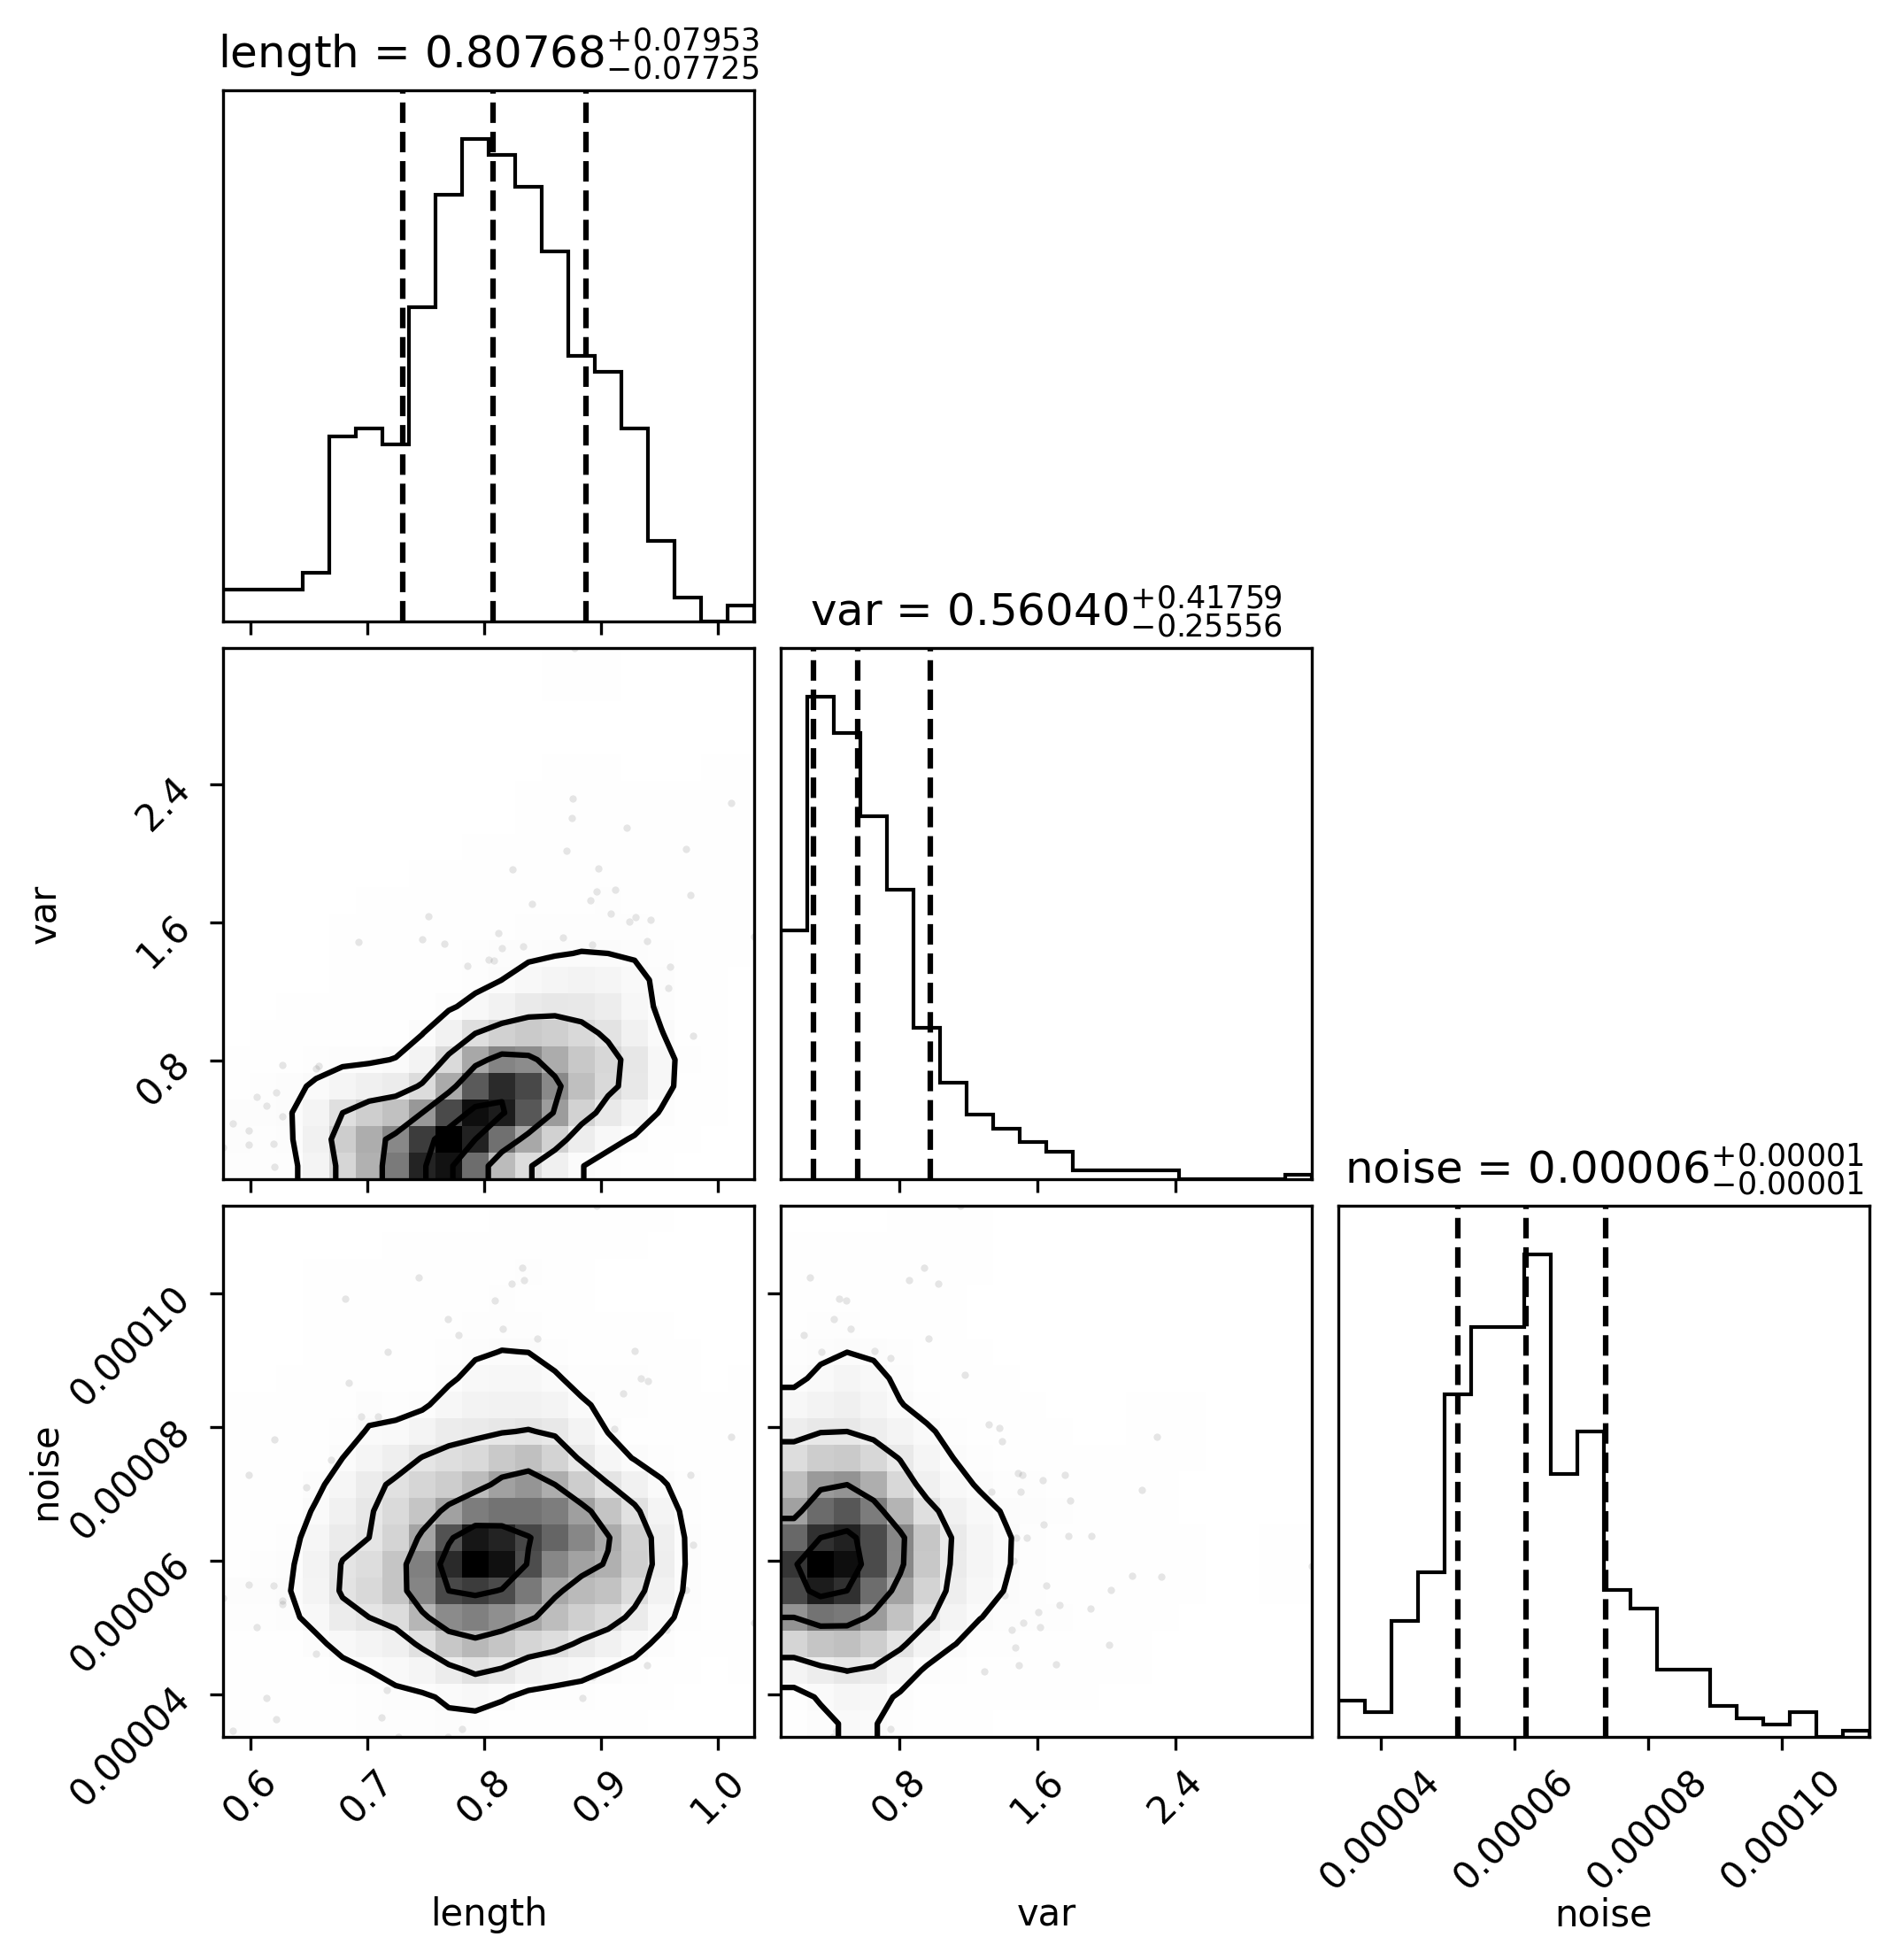 length = 0.80768 +0.07953 −0.07725
var = 0.56040 +0.41759 −0.25556
2.4
1.6
0.8
var
noise = 0.00006 +0.00001 −0.00001
0.00010
0.00008
0.00006
0.00004
noise
0.6 0.7 0.8 0.9 1.0
0.8 1.6 2.4
0.00004 0.00006 0.00008 0.00010
length
var
noise